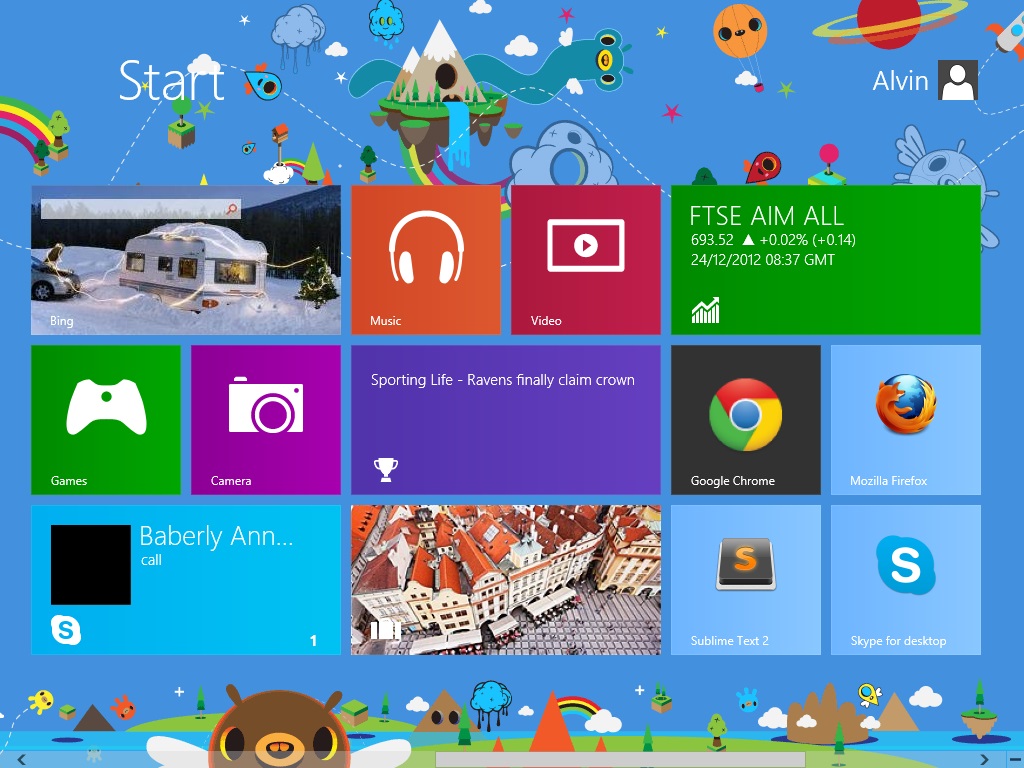 Start
Alvin
Bing
Music
Video
FTSE AIM ALL
693.52 ▲ +0.02% (+0.14)
24/12/2012 08:37 GMT
Games
Camera
Sporting Life - Ravens finally claim crown
Google Chrome
Mozilla Firefox
Baberly Ann...
call
1
Sublime Text 2
Skype for desktop